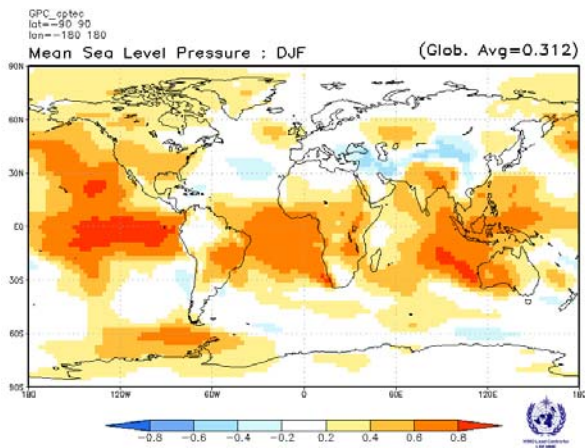 GPC_cptec
lat=-90 90
lon=-180 180
Mean Sea Level Pressure : DJF (Glob. Avg=0.312)
90N
60N
30N
EQ
30S
60S
90S
180 120W 60W 0 60E 120E 180
-0.8 -0.6 -0.4 -0.2 0.2 0.4 0.6 0.8